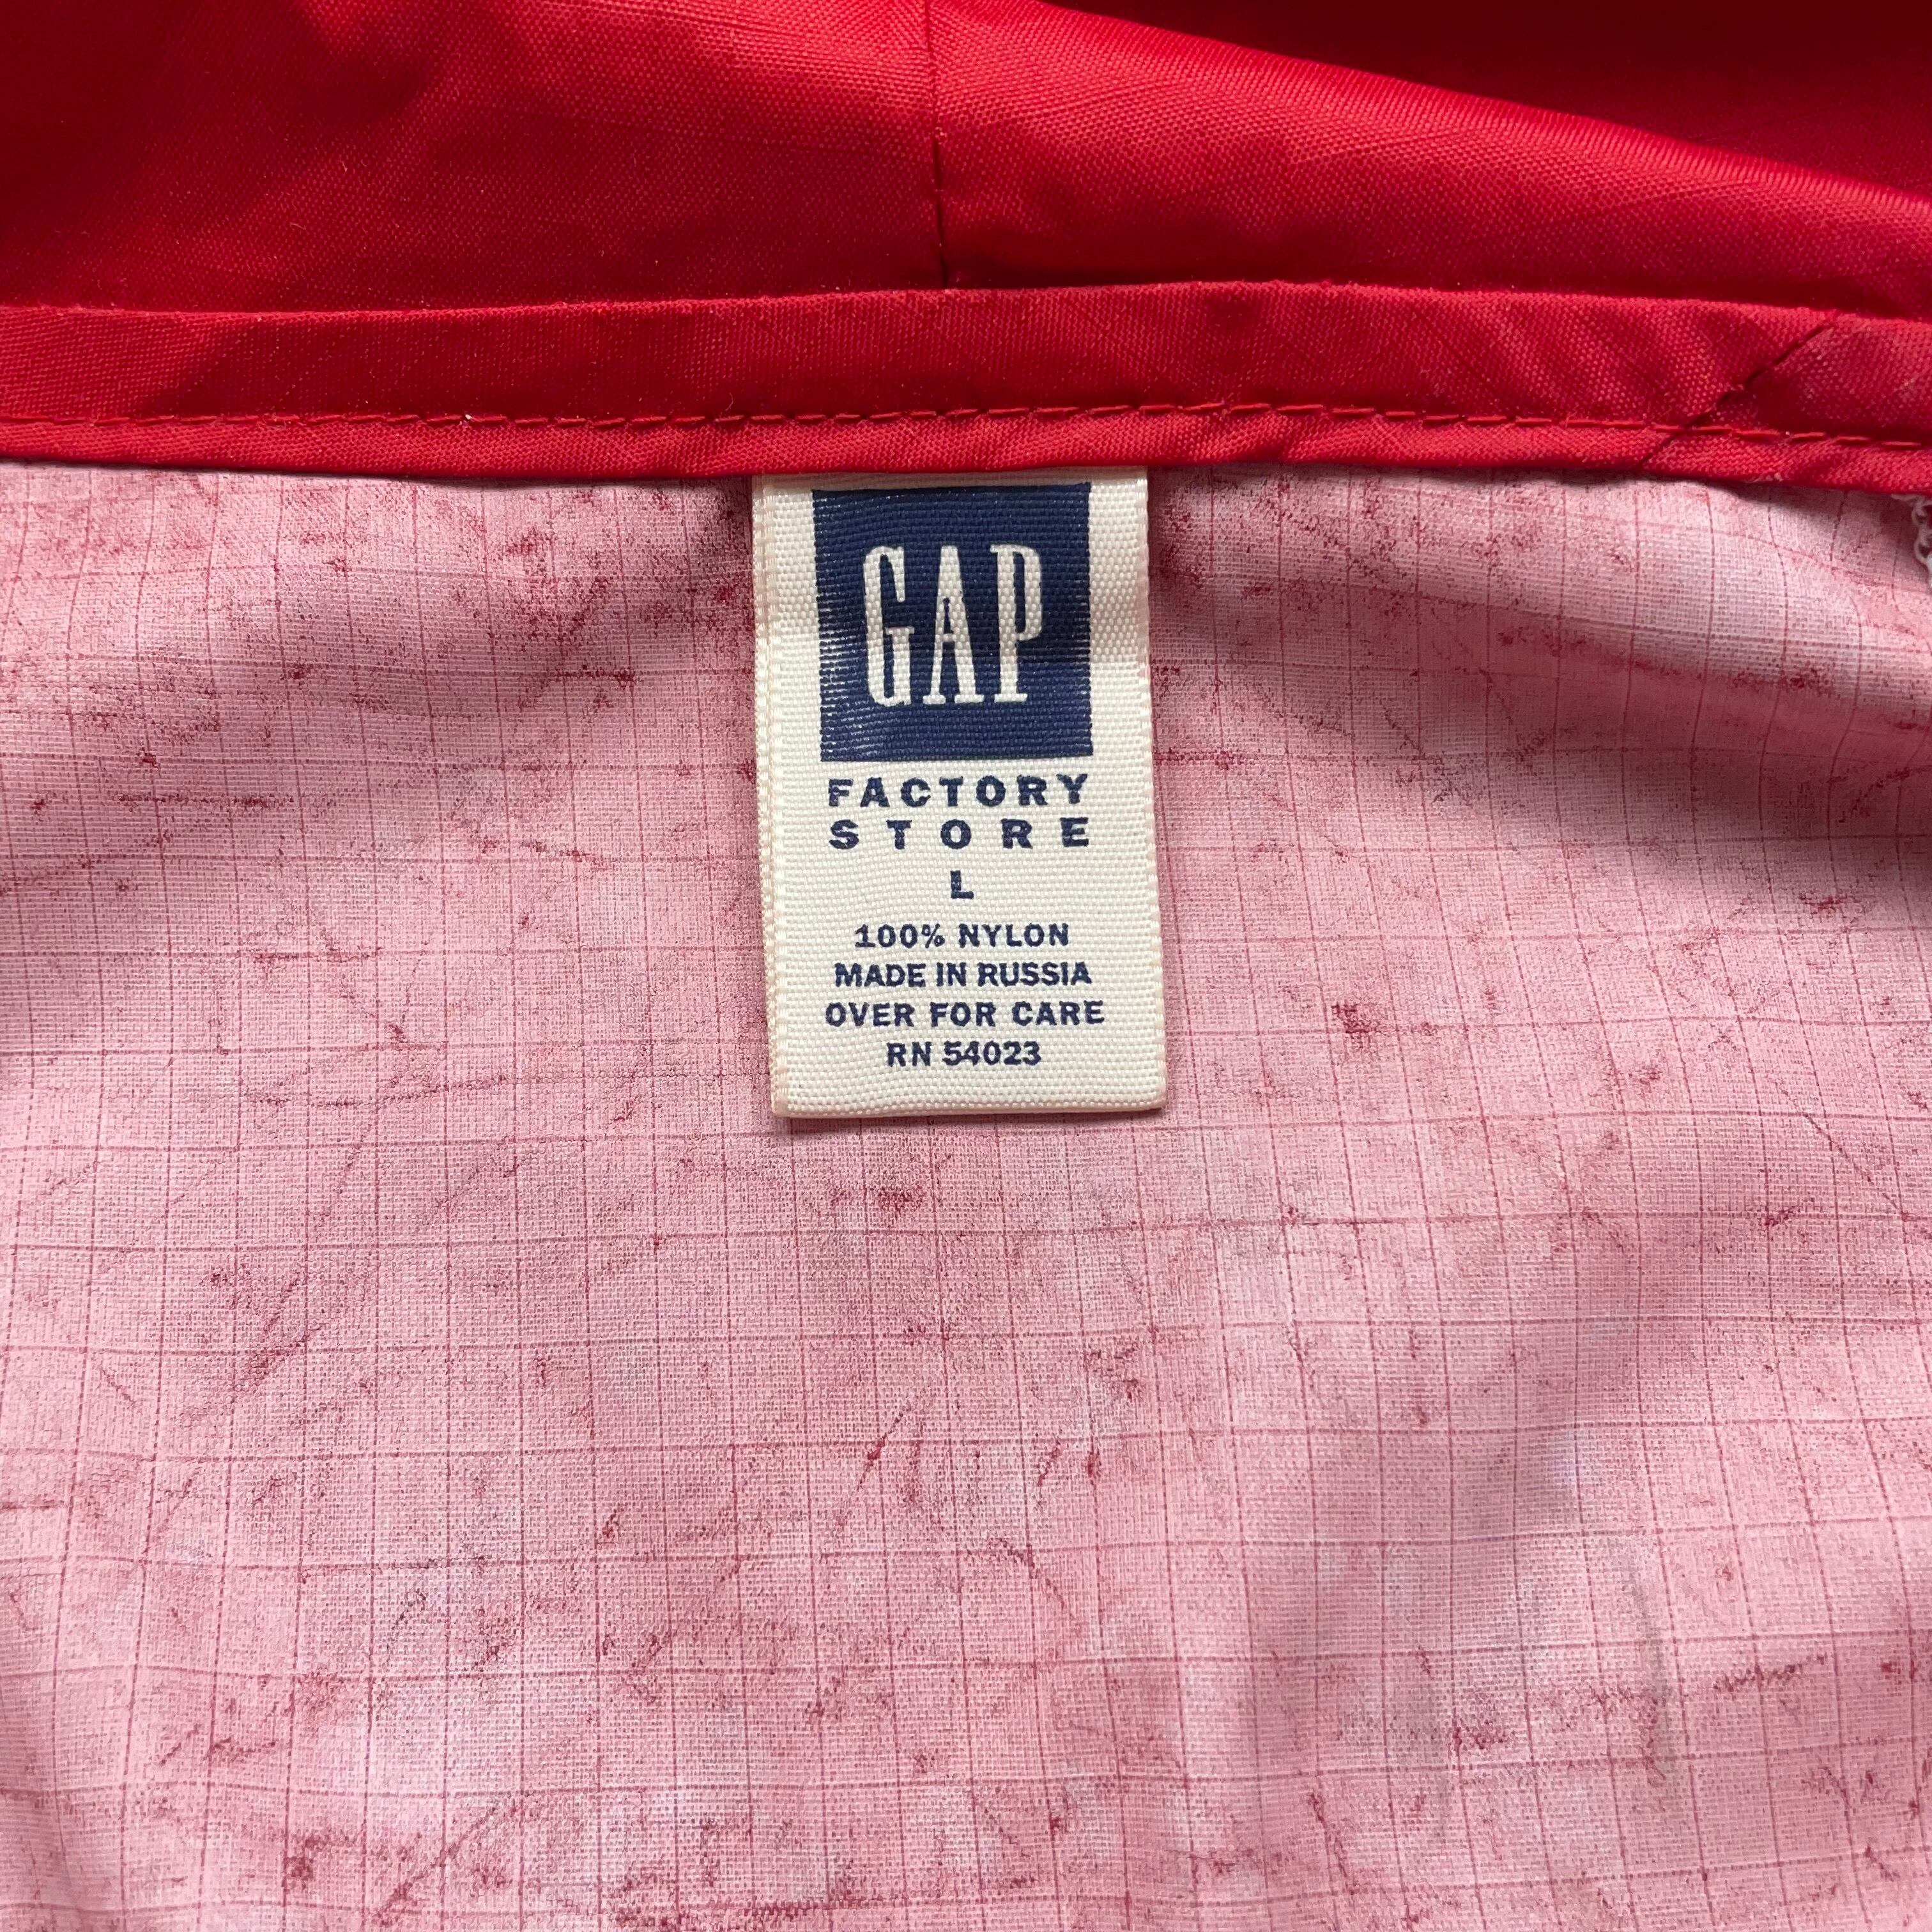 GAP
FACTORY
STORE
L
100% NYLON
MADE IN RUSSIA
OVER FOR CARE
RN 54023